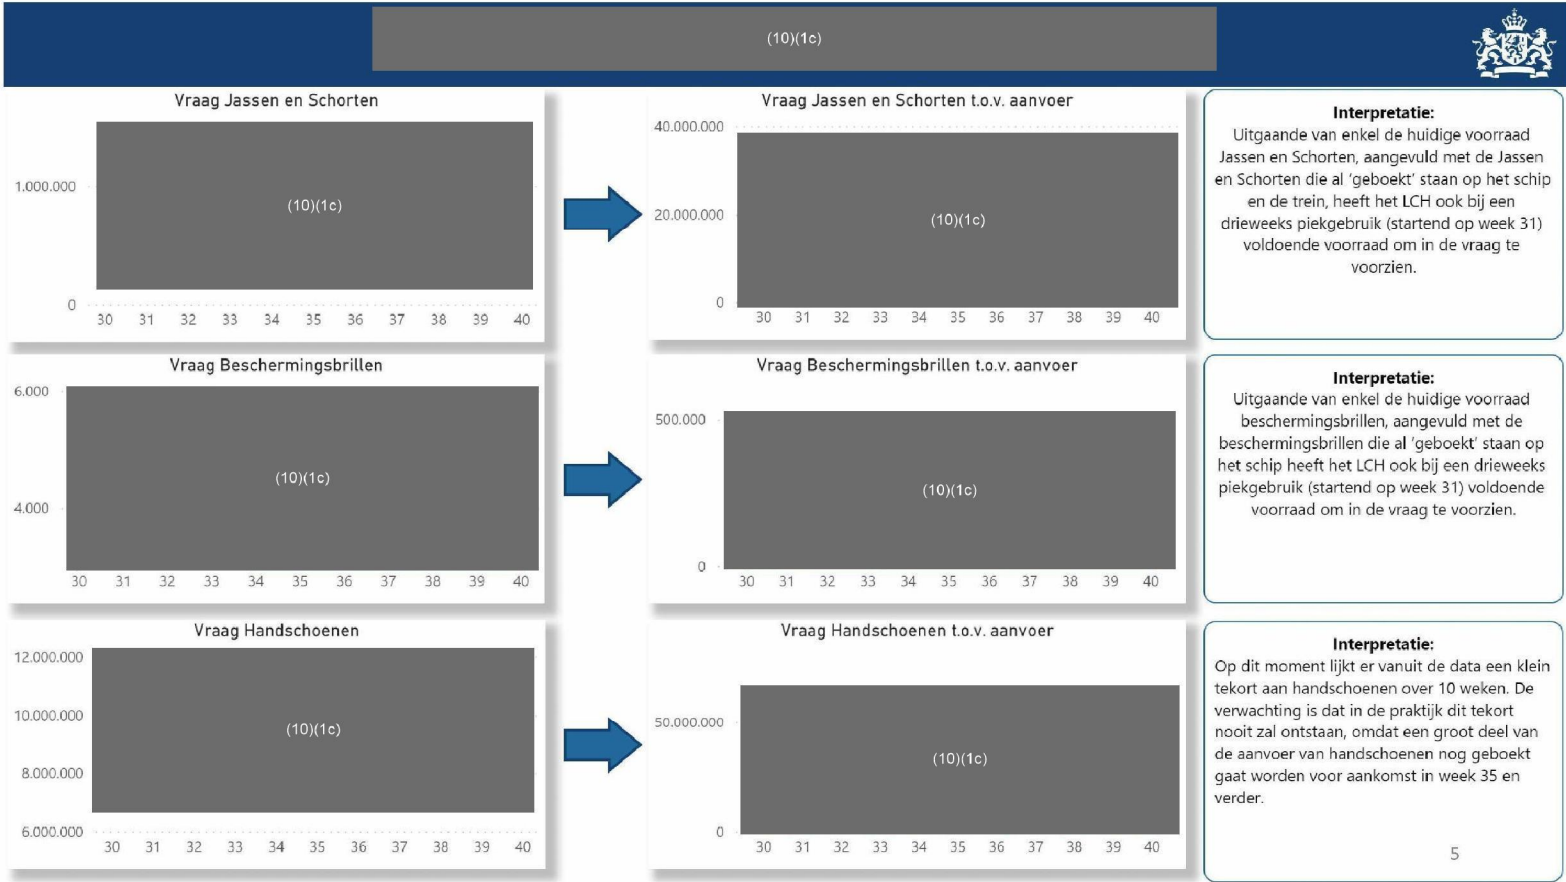 (10)(1c)
Vraag Jassen en Schorten
1.000.000
0
(10)(1c)
30 31 32 33 34 35 36 37 38 39 40
Vraag Jassen en Schorten t.o.v. aanvoer
40.000.000
20.000.000
0
(10)(1c)
30 31 32 33 34 35 36 37 38 39 40
Interpretatie:
Uitgaande van enkel de huidige voorraad
Jassen en Schorten, aangevuld met de Jassen
en Schorten die al ‘geboekt’ staan op het schip
en de trein, heeft het LCH ook bij een
drieweeks piekgebruik (startend op week 31)
voldoende voorraad om in de vraag te
voorzien.
Vraag Beschermingsbrillen
6.000
4.000
(10)(1c)
30 31 32 33 34 35 36 37 38 39 40
Vraag Beschermingsbrillen t.o.v. aanvoer
500.000
0
(10)(1c)
30 31 32 33 34 35 36 37 38 39 40
Interpretatie:
Uitgaande van enkel de huidige voorraad
beschermingsbrillen, aangevuld met de
beschermingsbrillen die al ‘geboekt’ staan op
het schip heeft het LCH ook bij een drieweeks
piekgebruik (startend op week 31) voldoende
voorraad om in de vraag te voorzien.
Vraag Handschoenen
12.000.000
10.000.000
8.000.000
6.000.000
(10)(1c)
30 31 32 33 34 35 36 37 38 39 40
Vraag Handschoenen t.o.v. aanvoer
50.000.000
0
(10)(1c)
30 31 32 33 34 35 36 37 38 39 40
Interpretatie:
Op dit moment lijkt er vanuit de data een klein
tekort aan handschoenen over 10 weken. De
verwachting is dat in de praktijk dit tekort
nooit zal ontstaan, omdat een groot deel van
de aanvoer van handschoenen nog geboekt
gaat worden voor aankomst in week 35 en
verder.
5